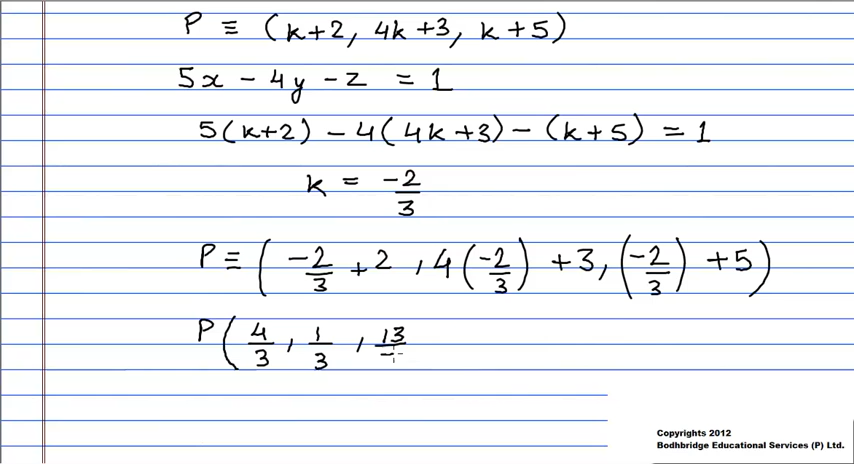 P ≡ (k+2, 4k+3, k+5)
5x - 4y - z = 1
5(k+2) - 4(4k+3) - (k+5) = 1
k = -2/3
P ≡ (-2/3 + 2, 4(-2/3) + 3, (-2/3) + 5)
P(4/3, 1/3, 13/
Copyrights 2012
Bodhbridge Educational Services (P) Ltd.